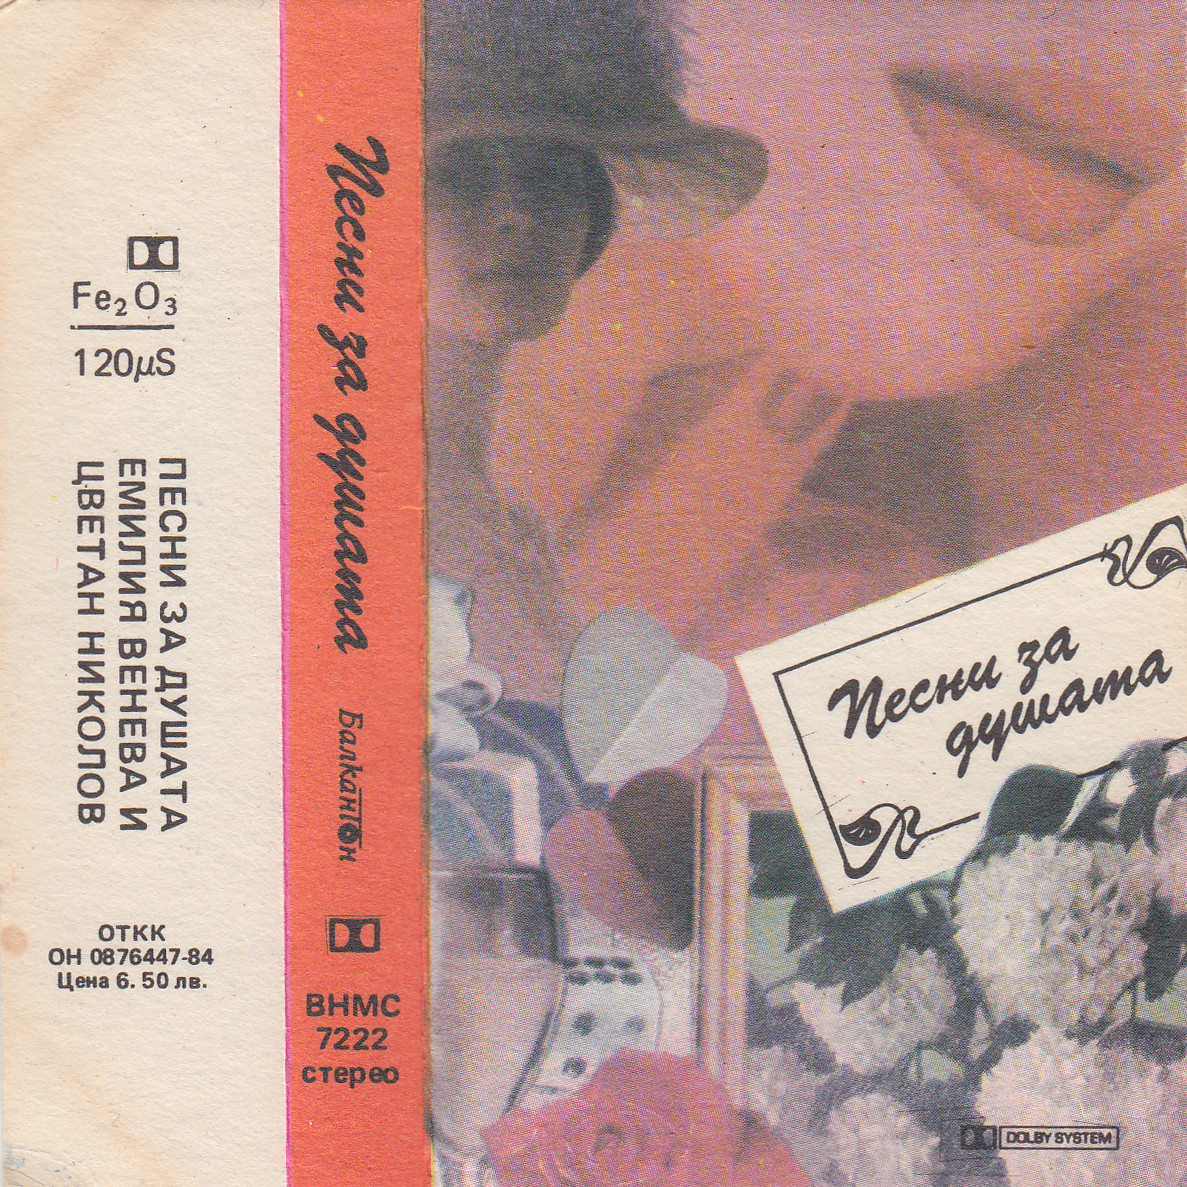 Fe₂O₃
120μS
ПЕСНИ ЗА ДУШАТА
ЕМИЛИЯ ВЕНЕВА И
ЦВЕТАН НИКОЛОВ
ОТКК
ОН 0876447-84
Цена 6.50 лв.
Песни за душата
Балкантон
ВНМС
7222
стерео
Песни за
душата
DOLBY SYSTEM